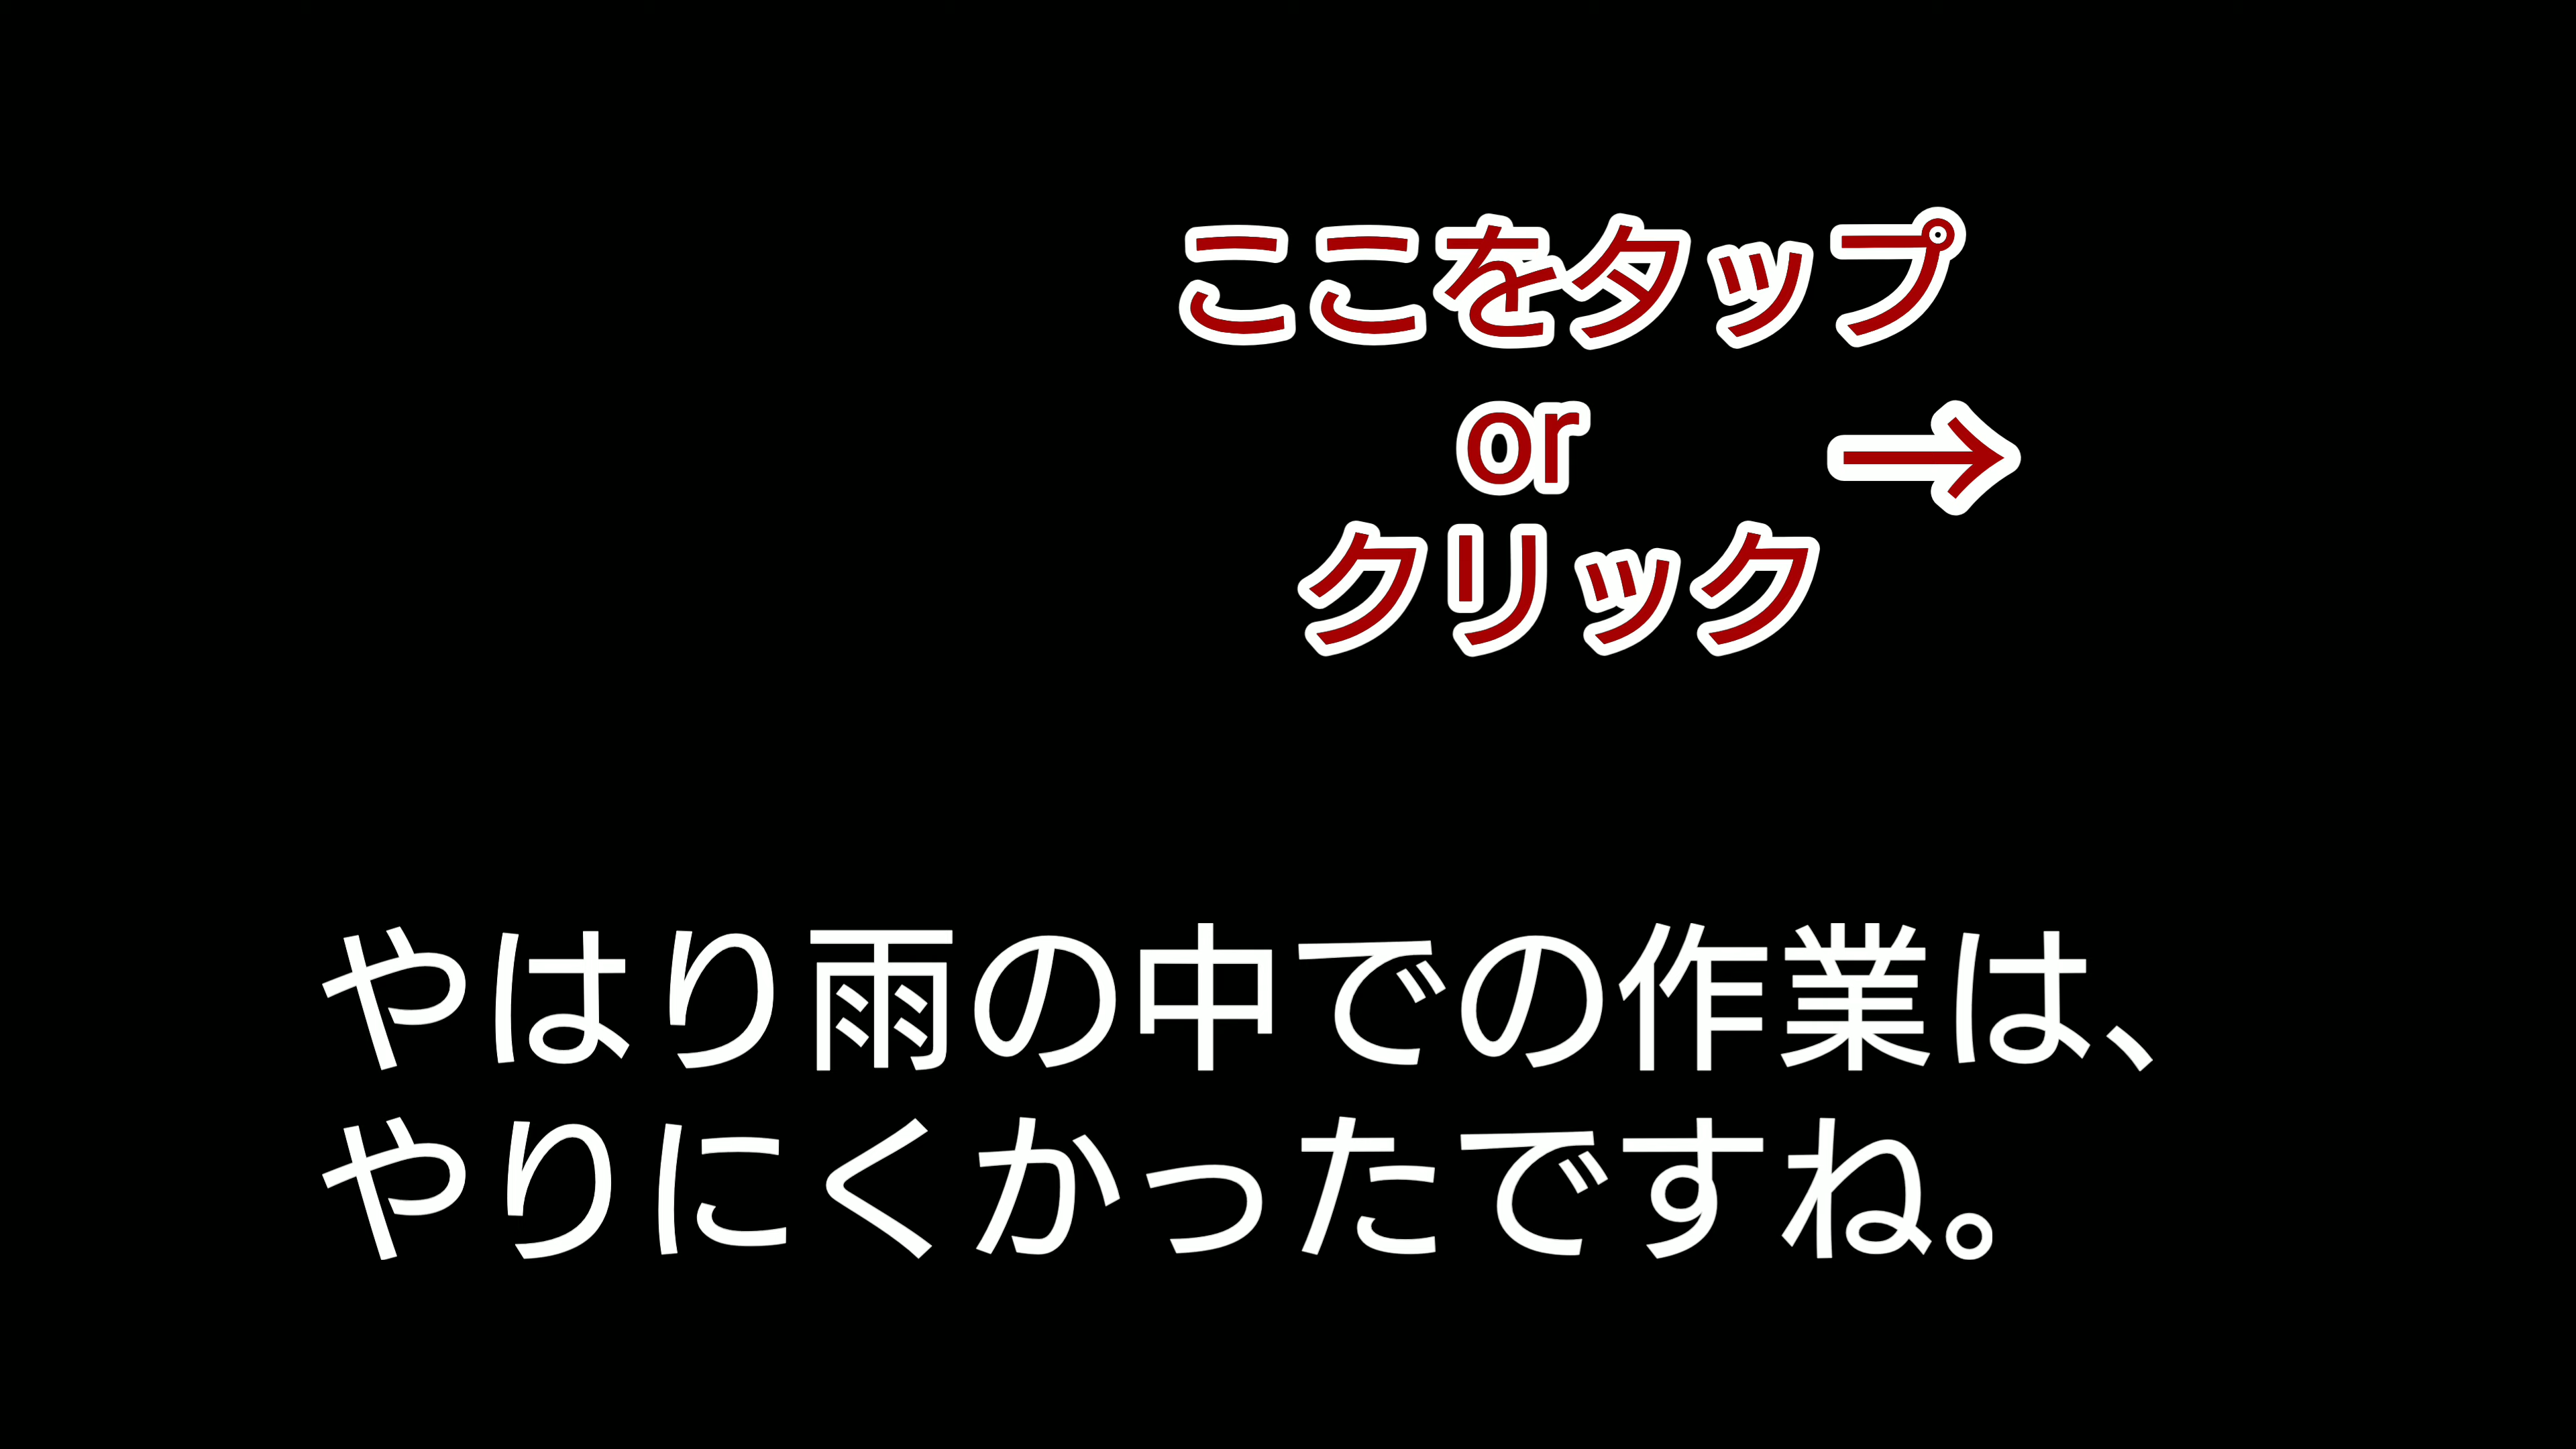 ここをタップ
or →
クリック
やはり雨の中での作業は、
やりにくかったですね。